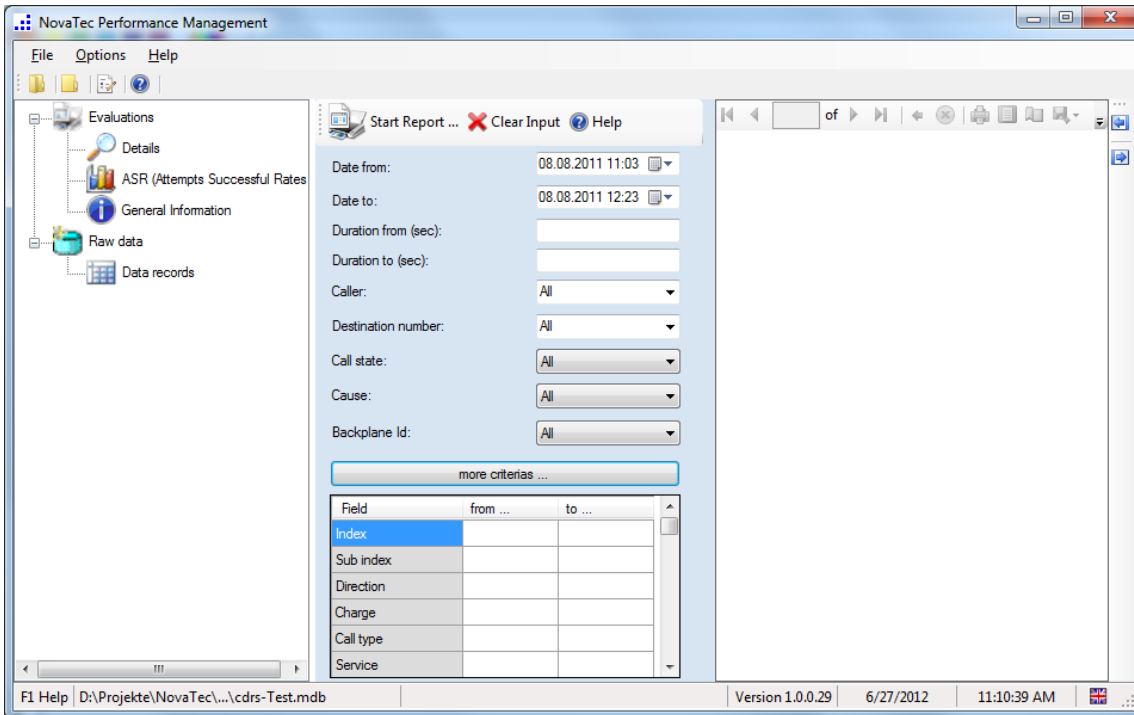 NovaTec Performance Management
File Options Help
Evaluations
Details
ASR (Attempts Successful Rates
General Information
Raw data
Data records
Start Report ... Clear Input Help
Date from: 08.08.2011 11:03
Date to: 08.08.2011 12:23
Duration from (sec):
Duration to (sec):
Caller: All
Destination number: All
Call state: All
Cause: All
Backplane Id: All
more criterias ...
Field from ... to ...
Index
Sub index
Direction
Charge
Call type
Service
of
F1 Help D:\Projekte\NovaTec\...\cdrs-Test.mdb Version 1.0.0.29 6/27/2012 11:10:39 AM